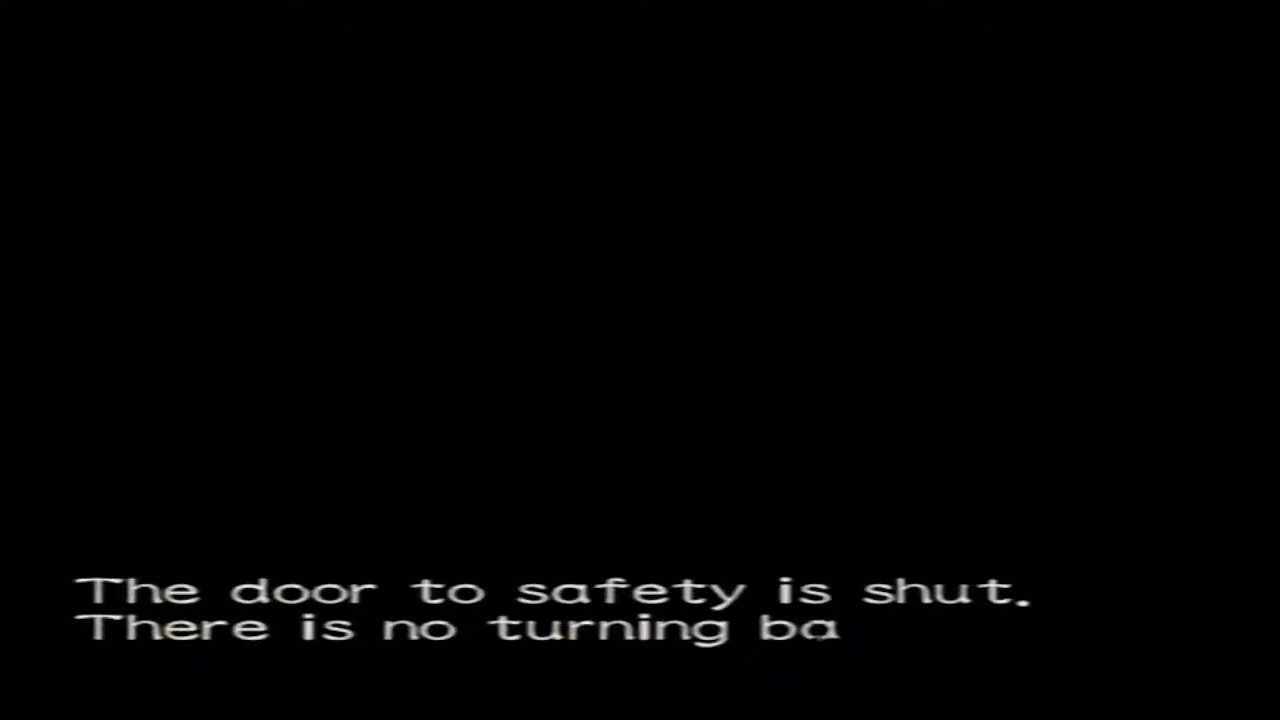 The door to safety is shut.
There is no turning ba